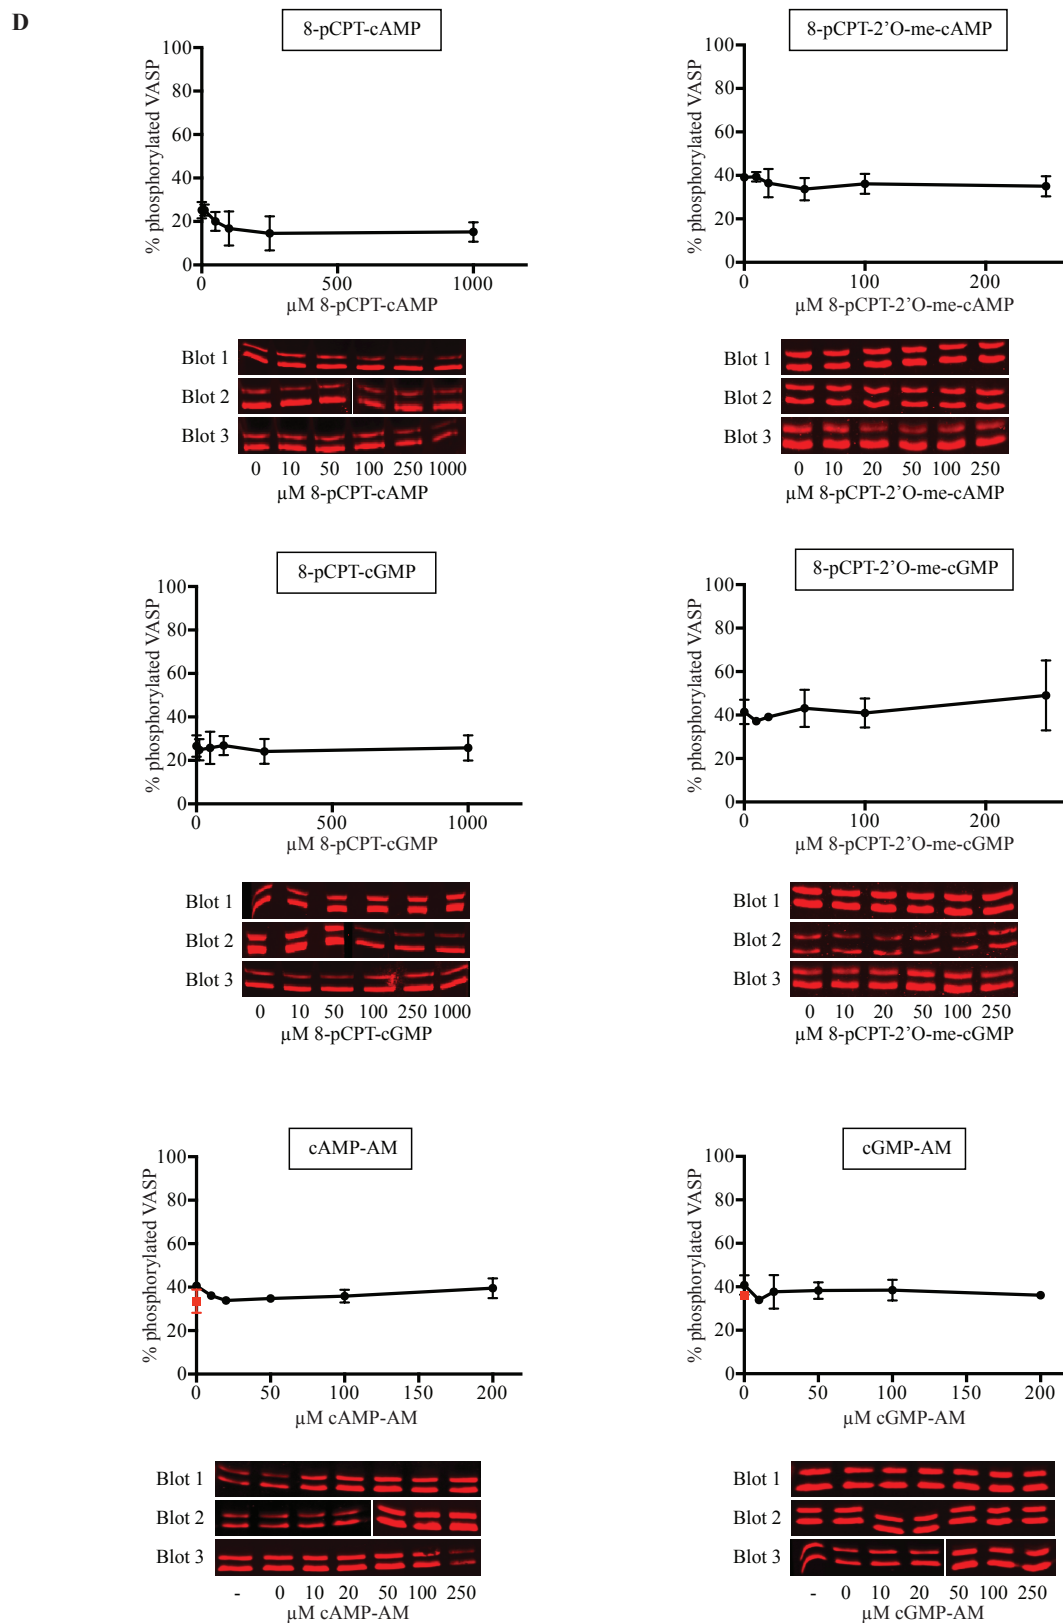 D
8-pCPT-cAMP
% phosphorylated VASP
100
80
60
40
20
0
0 500 1000
µM 8-pCPT-cAMP
Blot 1
Blot 2
Blot 3
0 10 50 100 250 1000
µM 8-pCPT-cAMP
8-pCPT-2’O-me-cAMP
% phosphorylated VASP
100
80
60
40
20
0
0 100 200
µM 8-pCPT-2’O-me-cAMP
Blot 1
Blot 2
Blot 3
0 10 20 50 100 250
µM 8-pCPT-2’O-me-cAMP
8-pCPT-cGMP
% phosphorylated VASP
100
80
60
40
20
0
0 500 1000
µM 8-pCPT-cGMP
Blot 1
Blot 2
Blot 3
0 10 50 100 250 1000
µM 8-pCPT-cGMP
8-pCPT-2’O-me-cGMP
% phosphorylated VASP
100
80
60
40
20
0
0 100 200
µM 8-pCPT-2’O-me-cGMP
Blot 1
Blot 2
Blot 3
0 10 20 50 100 250
µM 8-pCPT-2’O-me-cGMP
cAMP-AM
% phosphorylated VASP
100
80
60
40
20
0
0 50 100 150 200
µM cAMP-AM
Blot 1
Blot 2
Blot 3
- 0 10 20 50 100 250
µM cAMP-AM
cGMP-AM
% phosphorylated VASP
100
80
60
40
20
0
0 50 100 150 200
µM cGMP-AM
Blot 1
Blot 2
Blot 3
- 0 10 20 50 100 250
µM cGMP-AM